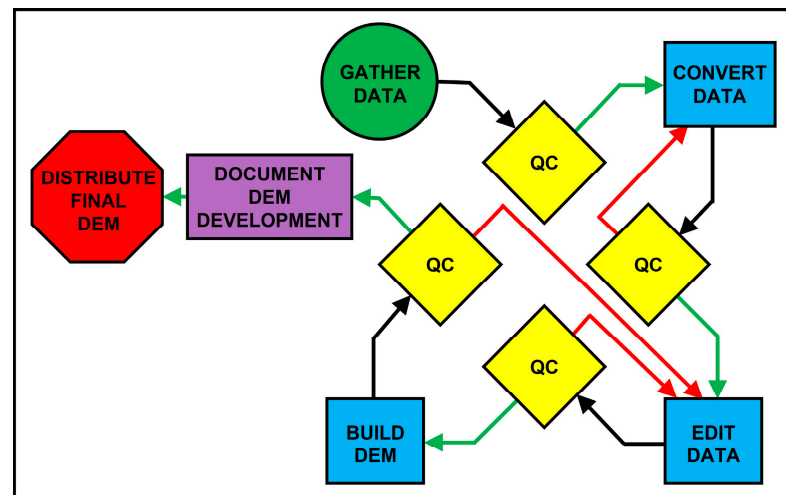 GATHER
DATA
CONVERT
DATA
QC
DISTRIBUTE
FINAL
DEM
DOCUMENT
DEM
DEVELOPMENT
QC
QC
QC
BUILD
DEM
EDIT
DATA